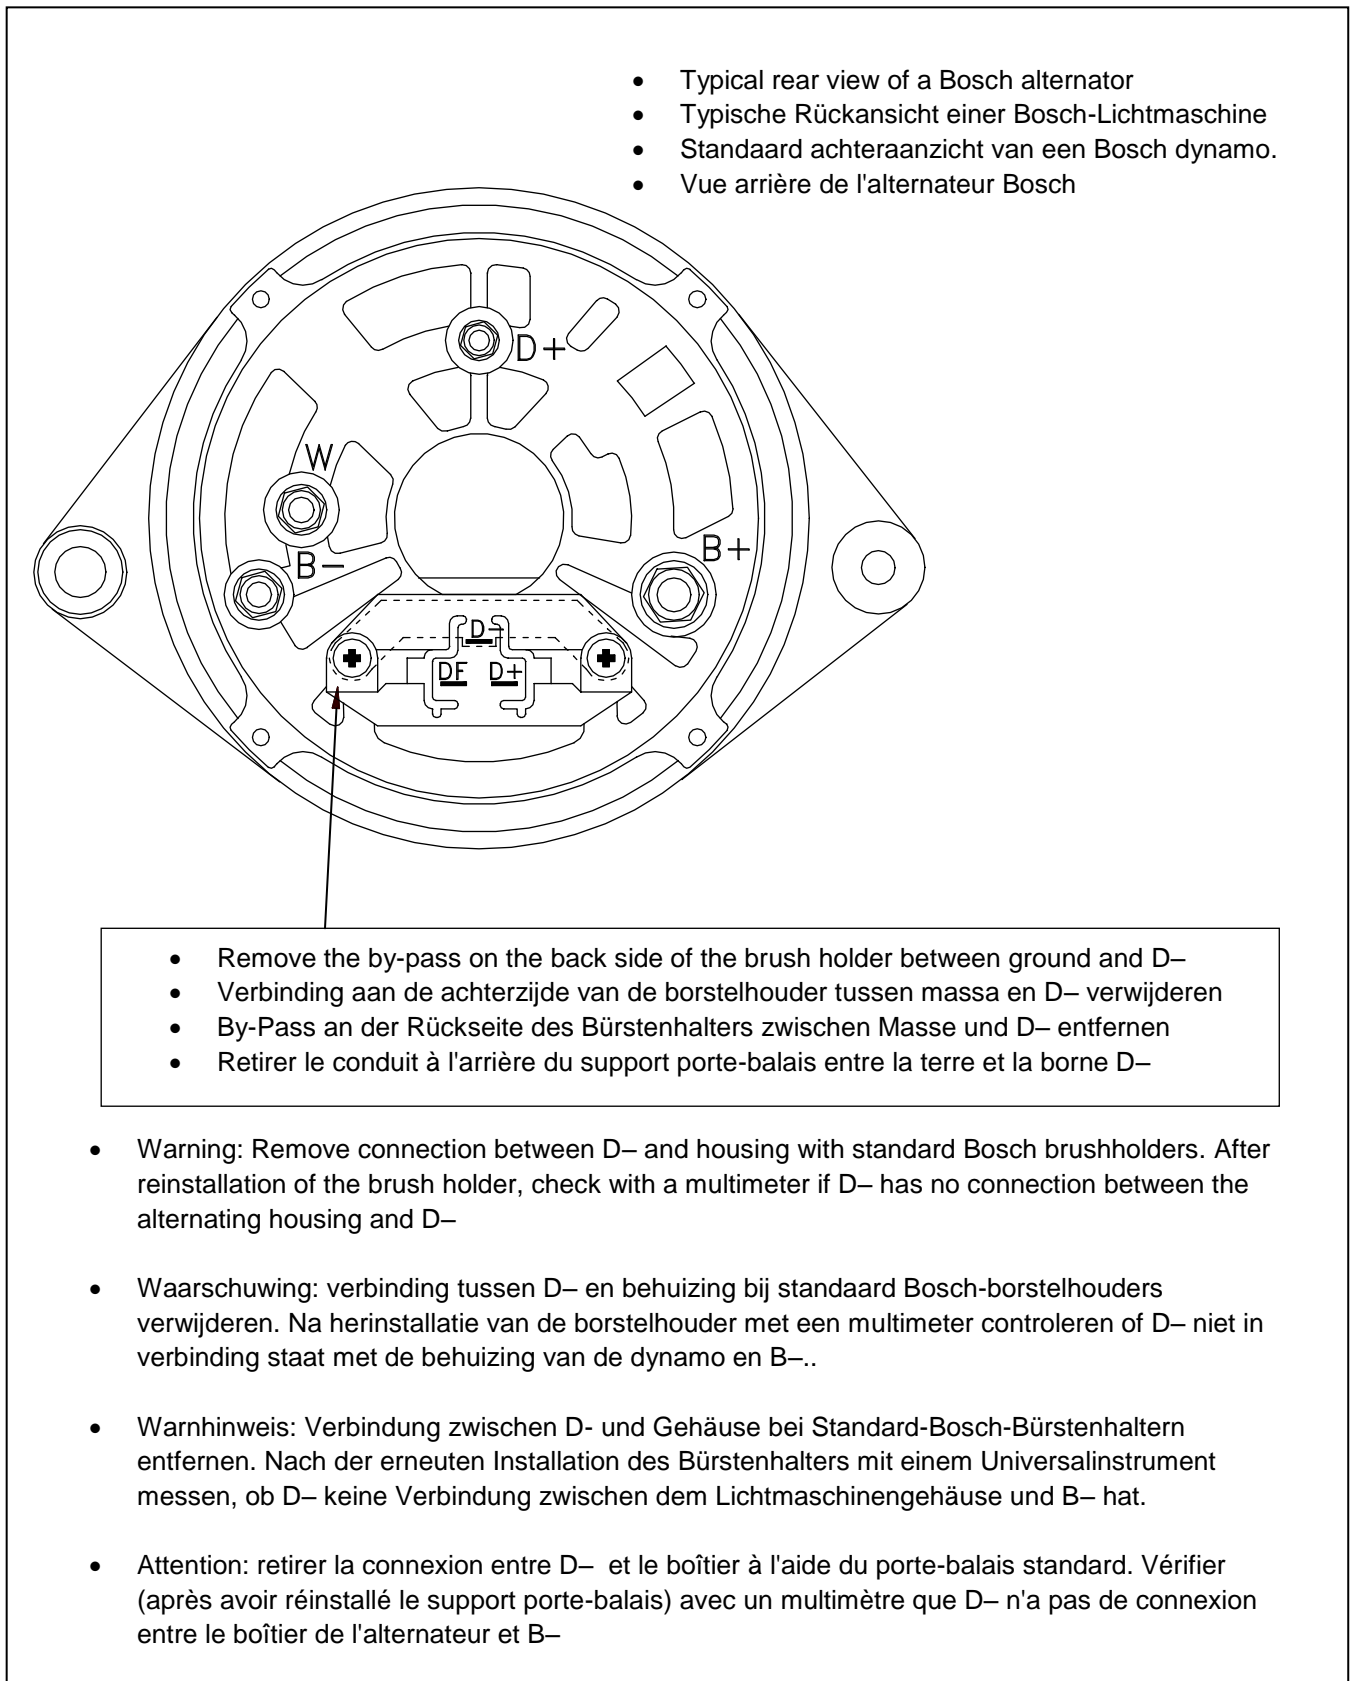 • Typical rear view of a Bosch alternator
• Typische Rückansicht einer Bosch-Lichtmaschine
• Standaard achteraanzicht van een Bosch dynamo.
• Vue arrière de l'alternateur Bosch
D+
W
B+
B-
D-
DF D+
• Remove the by-pass on the back side of the brush holder between ground and D–
• Verbinding aan de achterzijde van de borstelhouder tussen massa en D– verwijderen
• By-Pass an der Rückseite des Bürstenhalters zwischen Masse und D– entfernen
• Retirer le conduit à l'arrière du support porte-balais entre la terre et la borne D–
• Warning: Remove connection between D– and housing with standard Bosch brushholders. After
reinstallation of the brush holder, check with a multimeter if D– has no connection between the
alternating housing and D–
• Waarschuwing: verbinding tussen D– en behuizing bij standaard Bosch-borstelhouders
verwijderen. Na herinstallatie van de borstelhouder met een multimeter controleren of D– niet in
verbinding staat met de behuizing van de dynamo en B–..
• Warnhinweis: Verbindung zwischen D- und Gehäuse bei Standard-Bosch-Bürstenhaltern
entfernen. Nach der erneuten Installation des Bürstenhalters mit einem Universalinstrument
messen, ob D– keine Verbindung zwischen dem Lichtmaschinengehäuse und B– hat.
• Attention: retirer la connexion entre D–  et le boîtier à l'aide du porte-balais standard. Vérifier
(après avoir réinstallé le support porte-balais) avec un multimètre que D– n'a pas de connexion
entre le boîtier de l'alternateur et B–